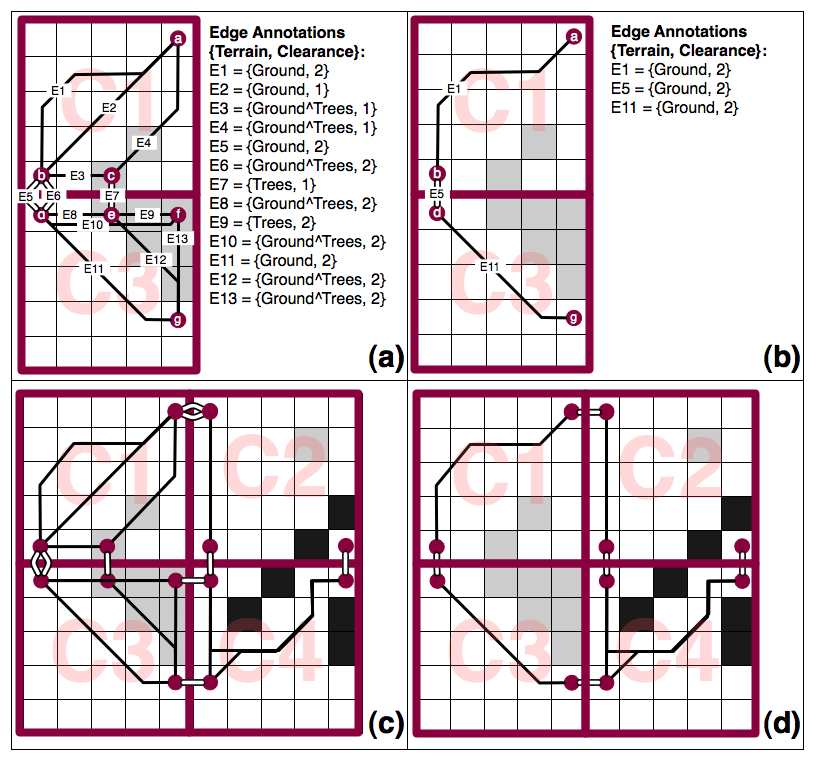 a
E1
E2
C1
E4
b
E3
c
E5
E6
E7
d
E8
e
E9
f
E10
E13
E11
E12
C3
g
Edge Annotations
{Terrain, Clearance}:
E1 = {Ground, 2}
E2 = {Ground, 1}
E3 = {Ground^Trees, 1}
E4 = {Ground^Trees, 1}
E5 = {Ground, 2}
E6 = {Ground^Trees, 2}
E7 = {Trees, 1}
E8 = {Ground^Trees, 2}
E9 = {Trees, 2}
E10 = {Ground^Trees, 2}
E11 = {Ground, 2}
E12 = {Ground^Trees, 2}
E13 = {Ground^Trees, 2}
(a)
a
E1
C1
b
E5
d
E11
C3
g
Edge Annotations
{Terrain, Clearance}:
E1 = {Ground, 2}
E5 = {Ground, 2}
E11 = {Ground, 2}
(b)
C1
C2
C3
C4
(c)
C1
C2
C3
C4
(d)